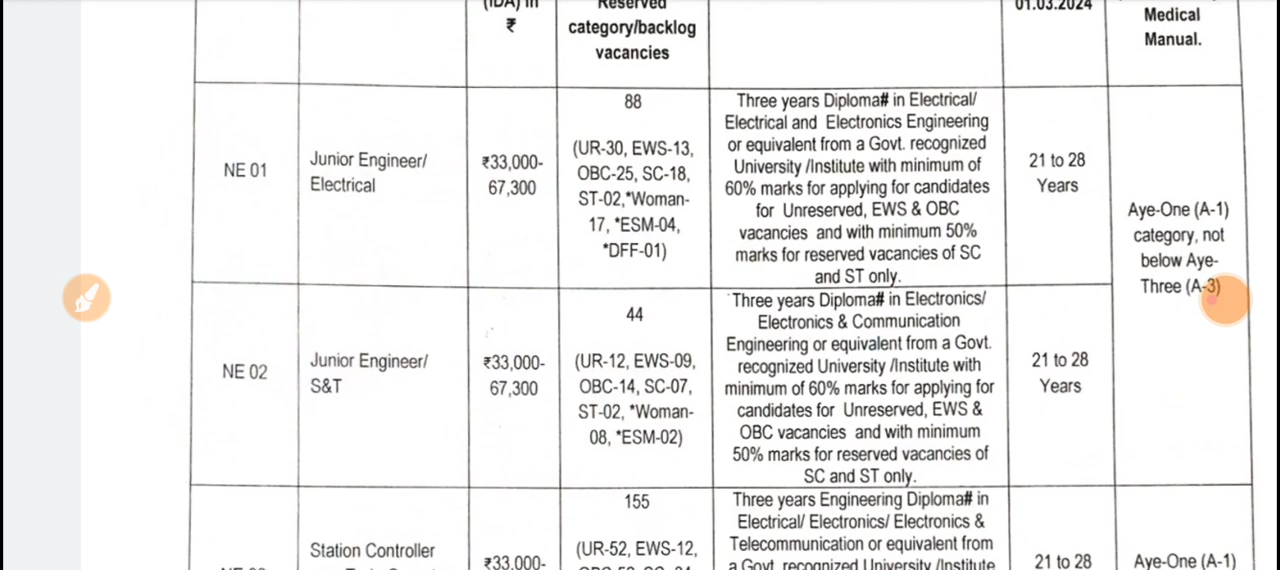 (IDA) in
₹
Reserved
category/backlog
vacancies
01.03.2024
Medical
Manual.
NE 01
Junior Engineer/
Electrical
₹33,000-
67,300
88
(UR-30, EWS-13,
OBC-25, SC-18,
ST-02,*Woman-
17, *ESM-04,
*DFF-01)
Three years Diploma# in Electrical/
Electrical and Electronics Engineering
or equivalent from a Govt. recognized
University /Institute with minimum of
60% marks for applying for candidates
for Unreserved, EWS & OBC
vacancies and with minimum 50%
marks for reserved vacancies of SC
and ST only.
21 to 28
Years
Aye-One (A-1)
category, not
below Aye-
Three (A-3)
NE 02
Junior Engineer/
S&T
₹33,000-
67,300
44
(UR-12, EWS-09,
OBC-14, SC-07,
ST-02, *Woman-
08, *ESM-02)
Three years Diploma# in Electronics/
Electronics & Communication
Engineering or equivalent from a Govt.
recognized University /Institute with
minimum of 60% marks for applying for
candidates for Unreserved, EWS &
OBC vacancies and with minimum
50% marks for reserved vacancies of
SC and ST only.
21 to 28
Years
Station Controller
₹33,000-
155
(UR-52, EWS-12,
Three years Engineering Diploma# in
Electrical/ Electronics/ Electronics &
Telecommunication or equivalent from
a Govt. recognized University /Institute
21 to 28
Aye-One (A-1)